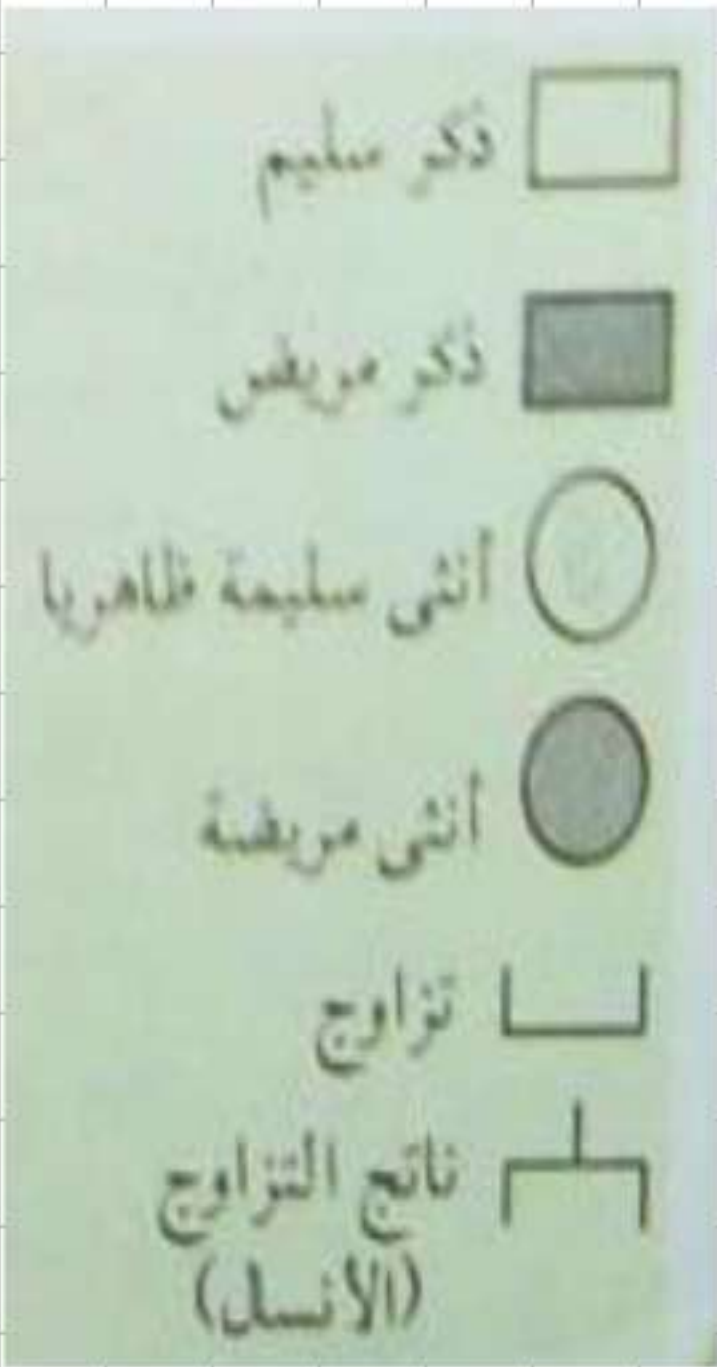 ذكر سليم
ذكر مريض
أنثى سليمة ظاهريا
أنثى مريضة
تزاوج
ناتج التزاوج
(الأنسال)